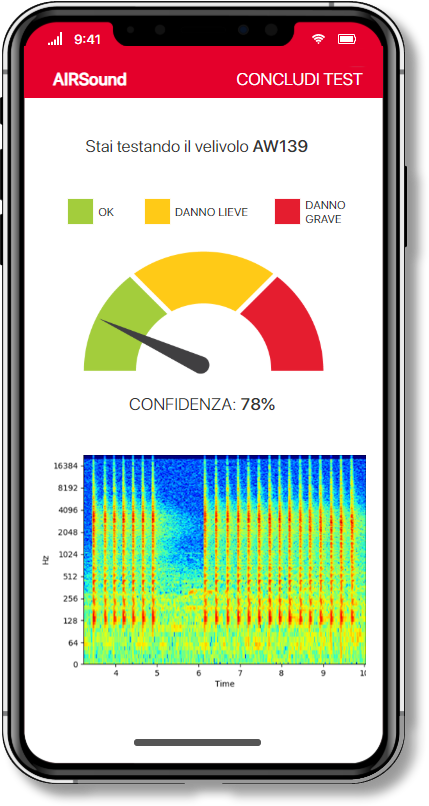 9:41
AIRSound CONCLUDI TEST
Stai testando il velivolo AW139
OK DANNO LIEVE DANNO
GRAVE
CONFIDENZA: 78%
16384
8192
4096
2048
1024
Hz
512
256
128
64
0
4 5 6 7 8 9 10
Time